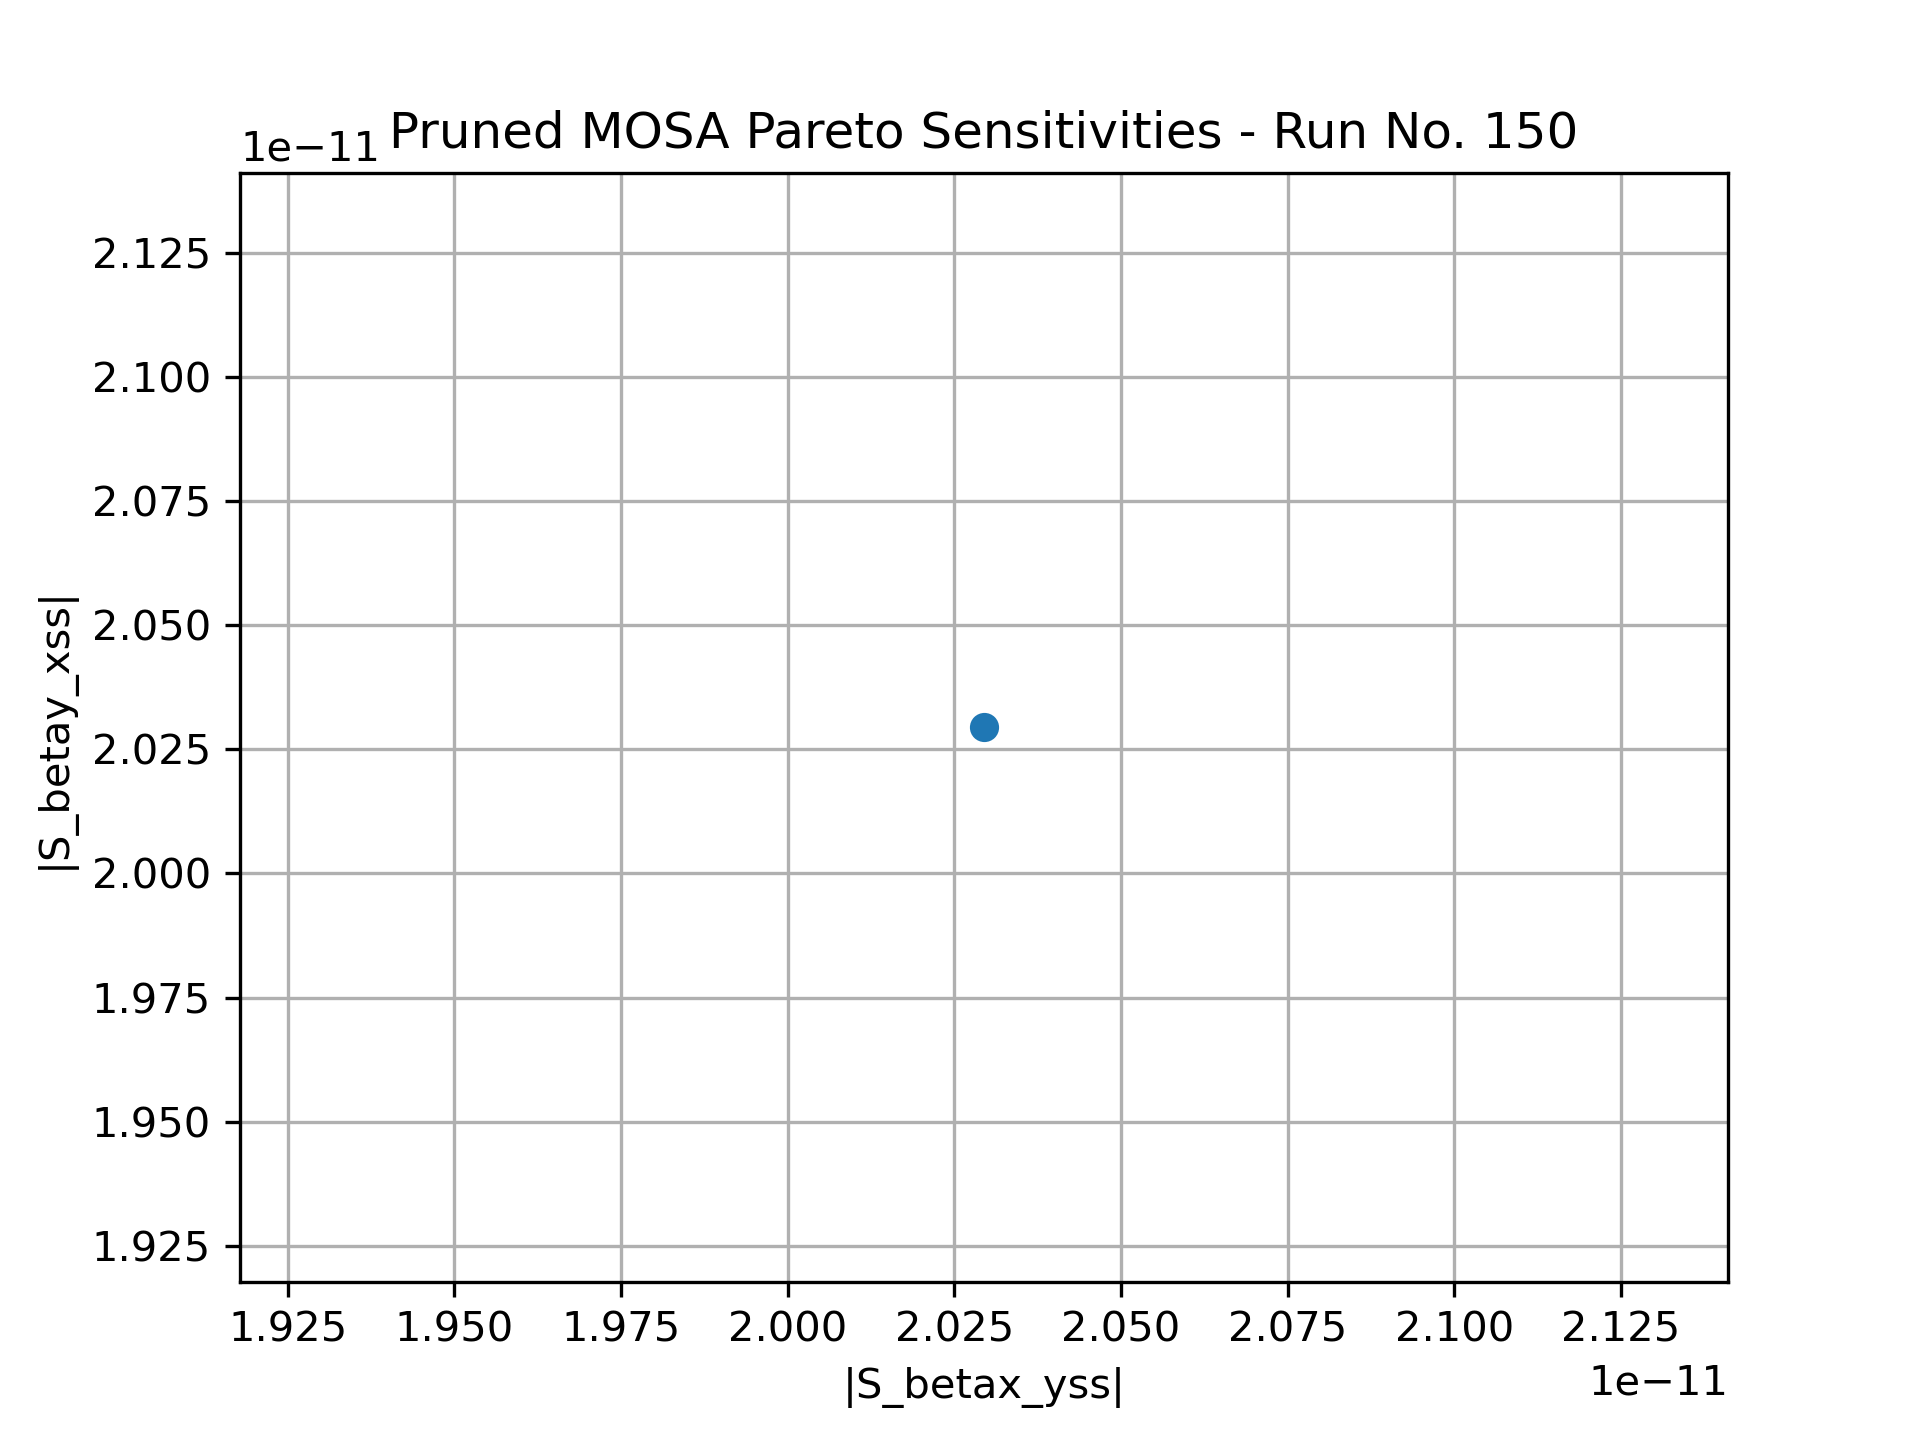 Pruned MOSA Pareto Sensitivities - Run No. 150
1e−11
2.125
2.100
2.075
2.050
2.025
2.000
1.975
1.950
1.925
|S_betay_xss|
1.925 1.950 1.975 2.000 2.025 2.050 2.075 2.100 2.125
|S_betax_yss|
1e−11